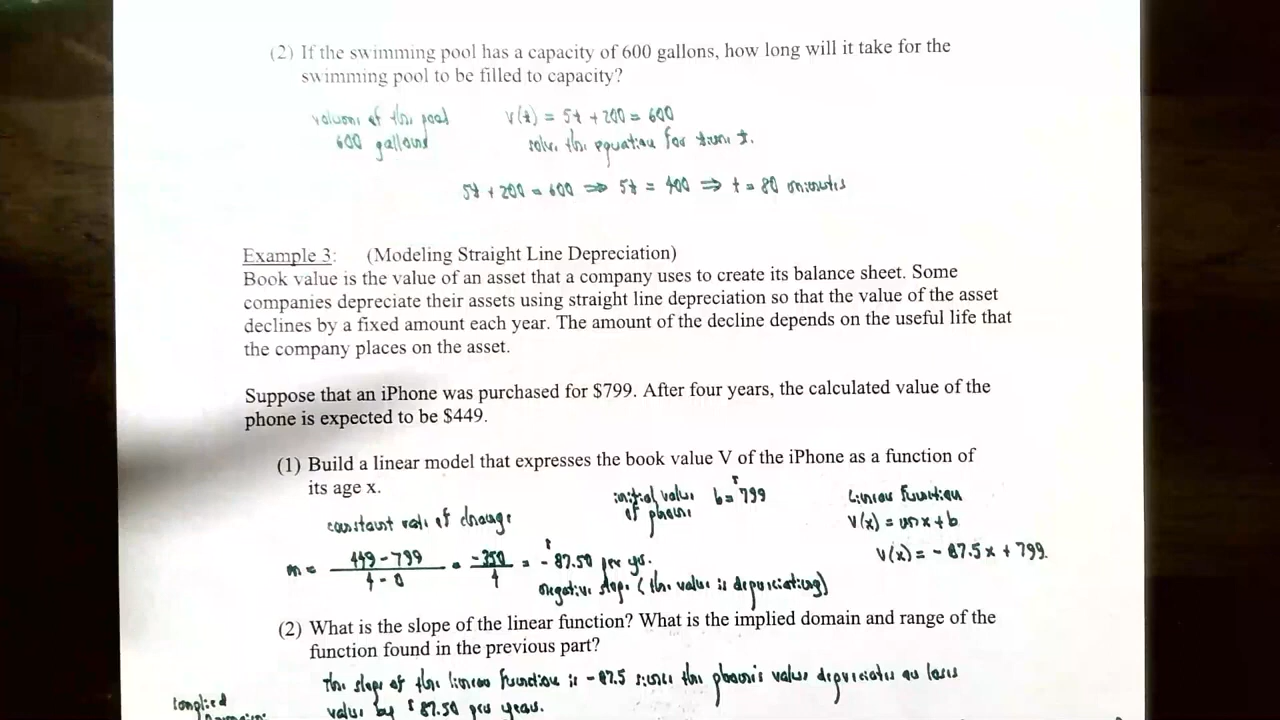 (2) If the swimming pool has a capacity of 600 gallons, how long will it take for the
swimming pool to be filled to capacity?
volume of the pool
600 gallons
V(t) = 5t + 200 = 600
solve the equation for time t.
5t + 200 = 600 ⇒ 5t = 400 ⇒ t = 80 minutes
Example 3: (Modeling Straight Line Depreciation)
Book value is the value of an asset that a company uses to create its balance sheet. Some
companies depreciate their assets using straight line depreciation so that the value of the asset
declines by a fixed amount each year. The amount of the decline depends on the useful life that
the company places on the asset.
Suppose that an iPhone was purchased for $799. After four years, the calculated value of the
phone is expected to be $449.
(1) Build a linear model that expresses the book value V of the iPhone as a function of
its age x.
constant rate of change
m = (449 - 799)/(4 - 0) = -350/4 = -$87.50 per yr.
negative slope (the value is depreciating)
initial value
of phone
b = $799
Linear Function
V(x) = mx + b
V(x) = -87.5x + 799.
(2) What is the slope of the linear function? What is the implied domain and range of the
function found in the previous part?
The slope of the linear function is -87.5 since the phone's value depreciates or loses
value by $87.50 per year.
Implied